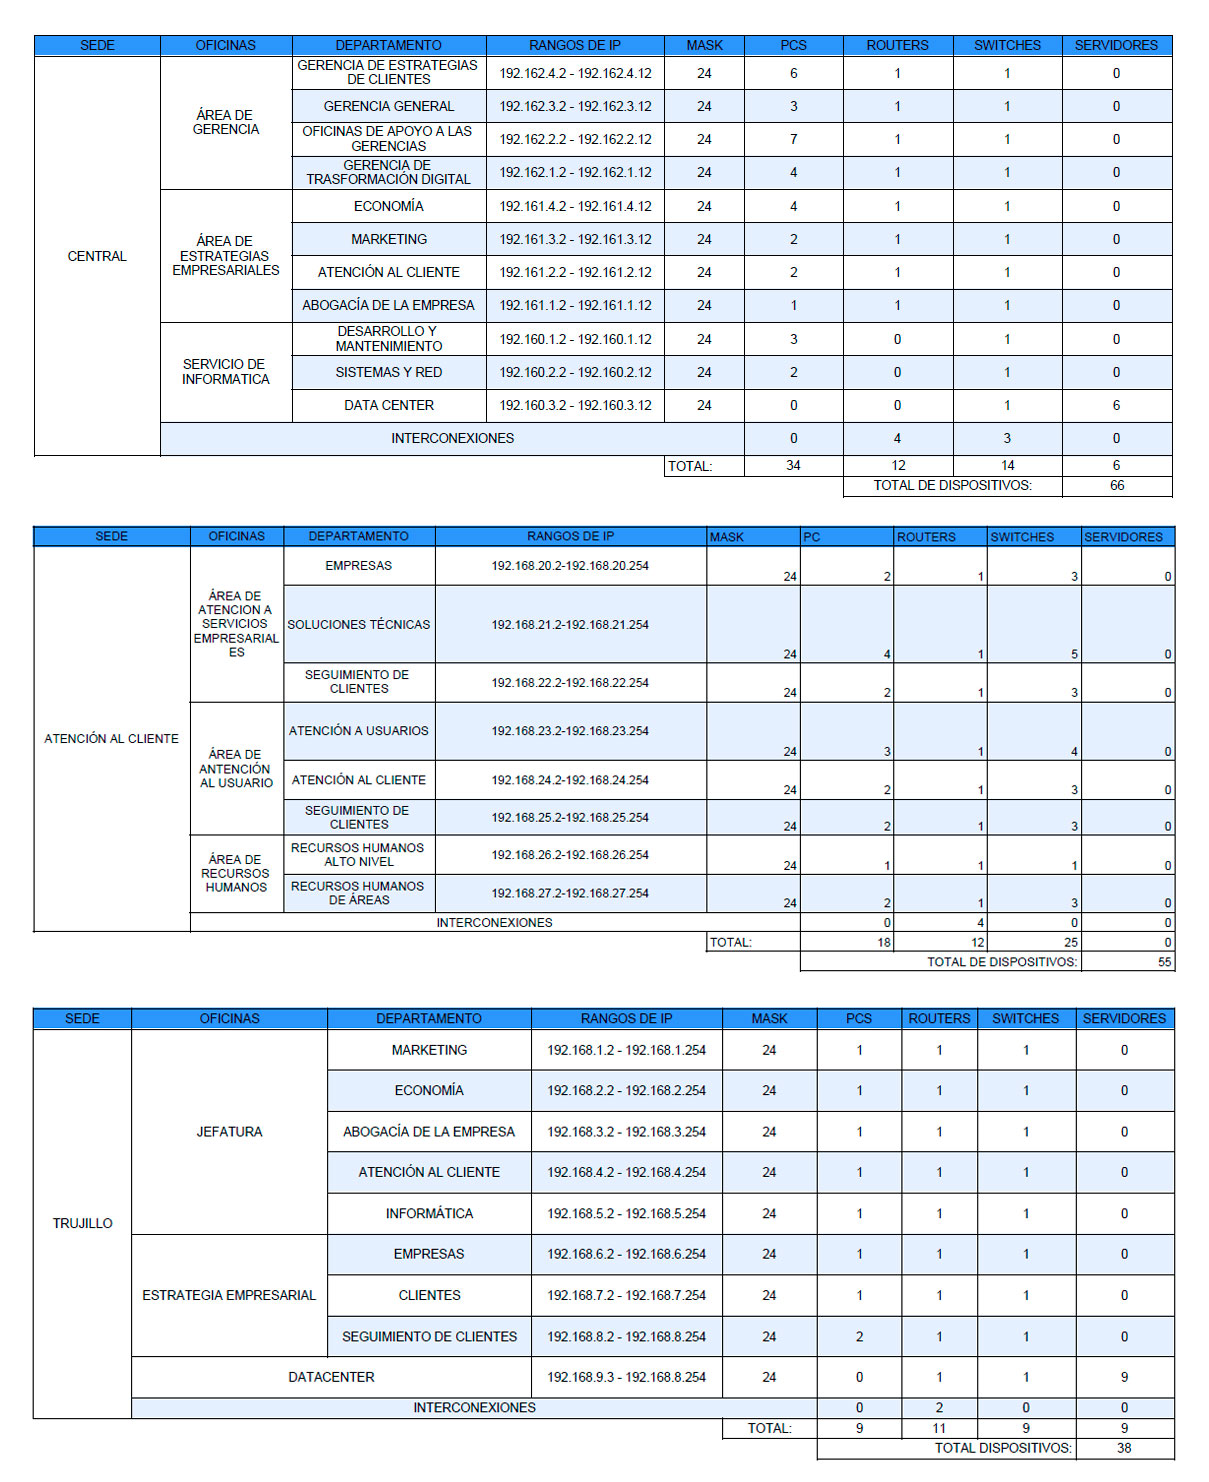 SEDE OFICINAS DEPARTAMENTO RANGOS DE IP MASK PCS ROUTERS SWITCHES SERVIDORES
CENTRAL
ÁREA DE
GERENCIA
GERENCIA DE ESTRATEGIAS
DE CLIENTES
192.162.4.2 - 192.162.4.12 24 6 1 1 0
GERENCIA GENERAL 192.162.3.2 - 192.162.3.12 24 3 1 1 0
OFICINAS DE APOYO A LAS
GERENCIAS
192.162.2.2 - 192.162.2.12 24 7 1 1 0
GERENCIA DE
TRASFORMACIÓN DIGITAL
192.162.1.2 - 192.162.1.12 24 4 1 1 0
ÁREA DE
ESTRATEGIAS
EMPRESARIALES
ECONOMÍA 192.161.4.2 - 192.161.4.12 24 4 1 1 0
MARKETING 192.161.3.2 - 192.161.3.12 24 2 1 1 0
ATENCIÓN AL CLIENTE 192.161.2.2 - 192.161.2.12 24 2 1 1 0
ABOGACÍA DE LA EMPRESA 192.161.1.2 - 192.161.1.12 24 1 1 1 0
SERVICIO DE
INFORMATICA
DESARROLLO Y
MANTENIMIENTO
192.160.1.2 - 192.160.1.12 24 3 0 1 0
SISTEMAS Y RED 192.160.2.2 - 192.160.2.12 24 2 0 1 0
DATA CENTER 192.160.3.2 - 192.160.3.12 24 0 0 1 6
INTERCONEXIONES 0 4 3 0
TOTAL: 34 12 14 6
TOTAL DE DISPOSITIVOS: 66
SEDE OFICINAS DEPARTAMENTO RANGOS DE IP MASK PC ROUTERS SWITCHES SERVIDORES
ATENCIÓN AL CLIENTE
ÁREA DE
ATENCION A
SERVICIOS
EMPRESARIAL
ES
EMPRESAS 192.168.20.2-192.168.20.254 24 2 1 3 0
SOLUCIONES TÉCNICAS 192.168.21.2-192.168.21.254 24 4 1 5 0
SEGUIMIENTO DE
CLIENTES
192.168.22.2-192.168.22.254 24 2 1 3 0
ÁREA DE
ANTENCIÓN
AL USUARIO
ATENCIÓN A USUARIOS 192.168.23.2-192.168.23.254 24 3 1 4 0
ATENCIÓN AL CLIENTE 192.168.24.2-192.168.24.254 24 2 1 3 0
SEGUIMIENTO DE
CLIENTES
192.168.25.2-192.168.25.254 24 2 1 3 0
ÁREA DE
RECURSOS
HUMANOS
RECURSOS HUMANOS
ALTO NIVEL
192.168.26.2-192.168.26.254 24 1 1 1 0
RECURSOS HUMANOS
DE ÁREAS
192.168.27.2-192.168.27.254 24 2 1 3 0
INTERCONEXIONES 0 4 0 0
TOTAL: 18 12 25 0
TOTAL DE DISPOSITIVOS: 55
SEDE OFICINAS DEPARTAMENTO RANGOS DE IP MASK PCS ROUTERS SWITCHES SERVIDORES
TRUJILLO
JEFATURA
MARKETING 192.168.1.2 - 192.168.1.254 24 1 1 1 0
ECONOMÍA 192.168.2.2 - 192.168.2.254 24 1 1 1 0
ABOGACÍA DE LA EMPRESA 192.168.3.2 - 192.168.3.254 24 1 1 1 0
ATENCIÓN AL CLIENTE 192.168.4.2 - 192.168.4.254 24 1 1 1 0
INFORMÁTICA 192.168.5.2 - 192.168.5.254 24 1 1 1 0
ESTRATEGIA EMPRESARIAL
EMPRESAS 192.168.6.2 - 192.168.6.254 24 1 1 1 0
CLIENTES 192.168.7.2 - 192.168.7.254 24 1 1 1 0
SEGUIMIENTO DE CLIENTES 192.168.8.2 - 192.168.8.254 24 2 1 1 0
DATACENTER 192.168.9.3 - 192.168.8.254 24 0 1 1 9
INTERCONEXIONES 0 2 0 0
TOTAL: 9 11 9 9
TOTAL DISPOSITIVOS: 38